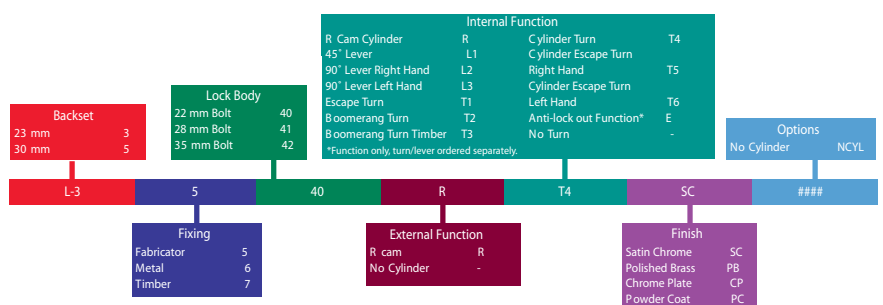 Internal Function
R Cam Cylinder R Cylinder Turn T4
45˚ Lever L1 Cylinder Escape Turn
90˚ Lever Right Hand L2 Right Hand T5
90˚ Lever Left Hand L3 Cylinder Escape Turn
Escape Turn T1 Left Hand T6
Boomerang Turn T2 Anti-lock out Function* E
Boomerang Turn Timber T3 No Turn -
*Function only, turn/lever ordered separately.
Lock Body
22 mm Bolt 40
28 mm Bolt 41
35 mm Bolt 42
Backset
23 mm 3
30 mm 5
Options
No Cylinder NCYL
L-3 5 40 R T4 SC ####
Fixing
Fabricator 5
Metal 6
Timber 7
External Function
R cam R
No Cylinder -
Finish
Satin Chrome SC
Polished Brass PB
Chrome Plate CP
Powder Coat PC